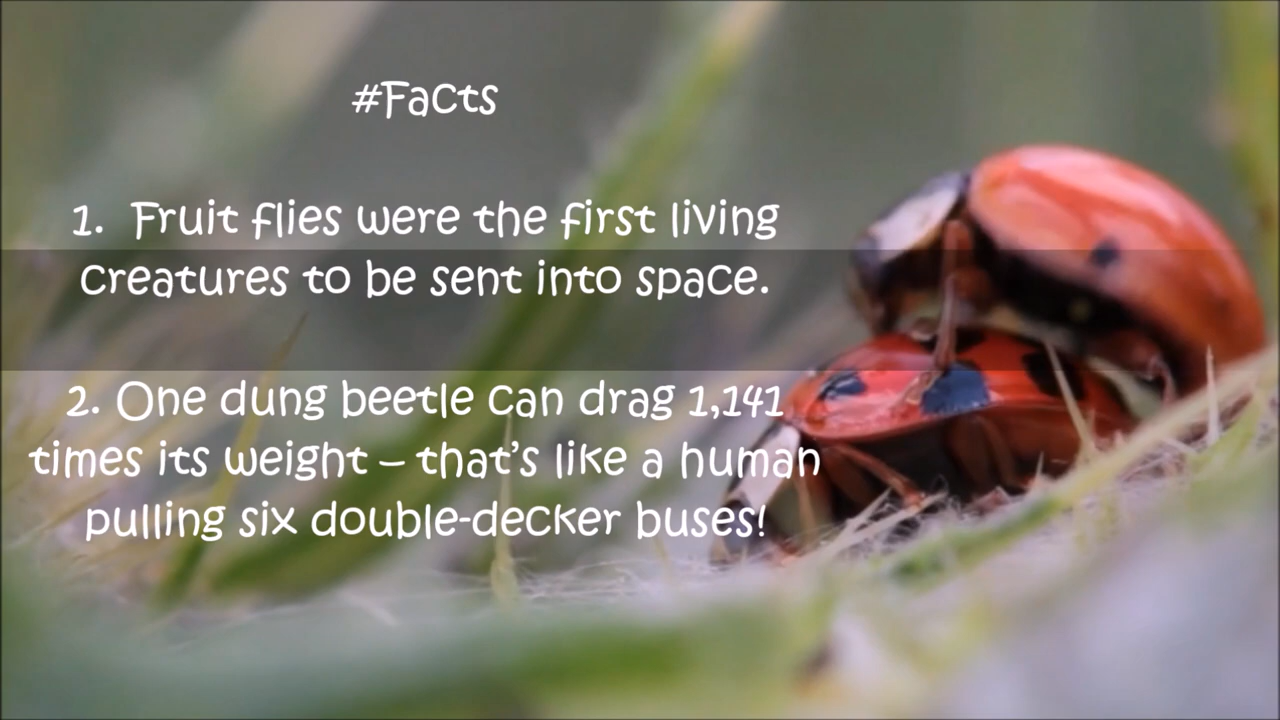 #Facts
1. Fruit flies were the first living
creatures to be sent into space.
2. One dung beetle can drag 1,141
times its weight – that's like a human
pulling six double-decker buses!